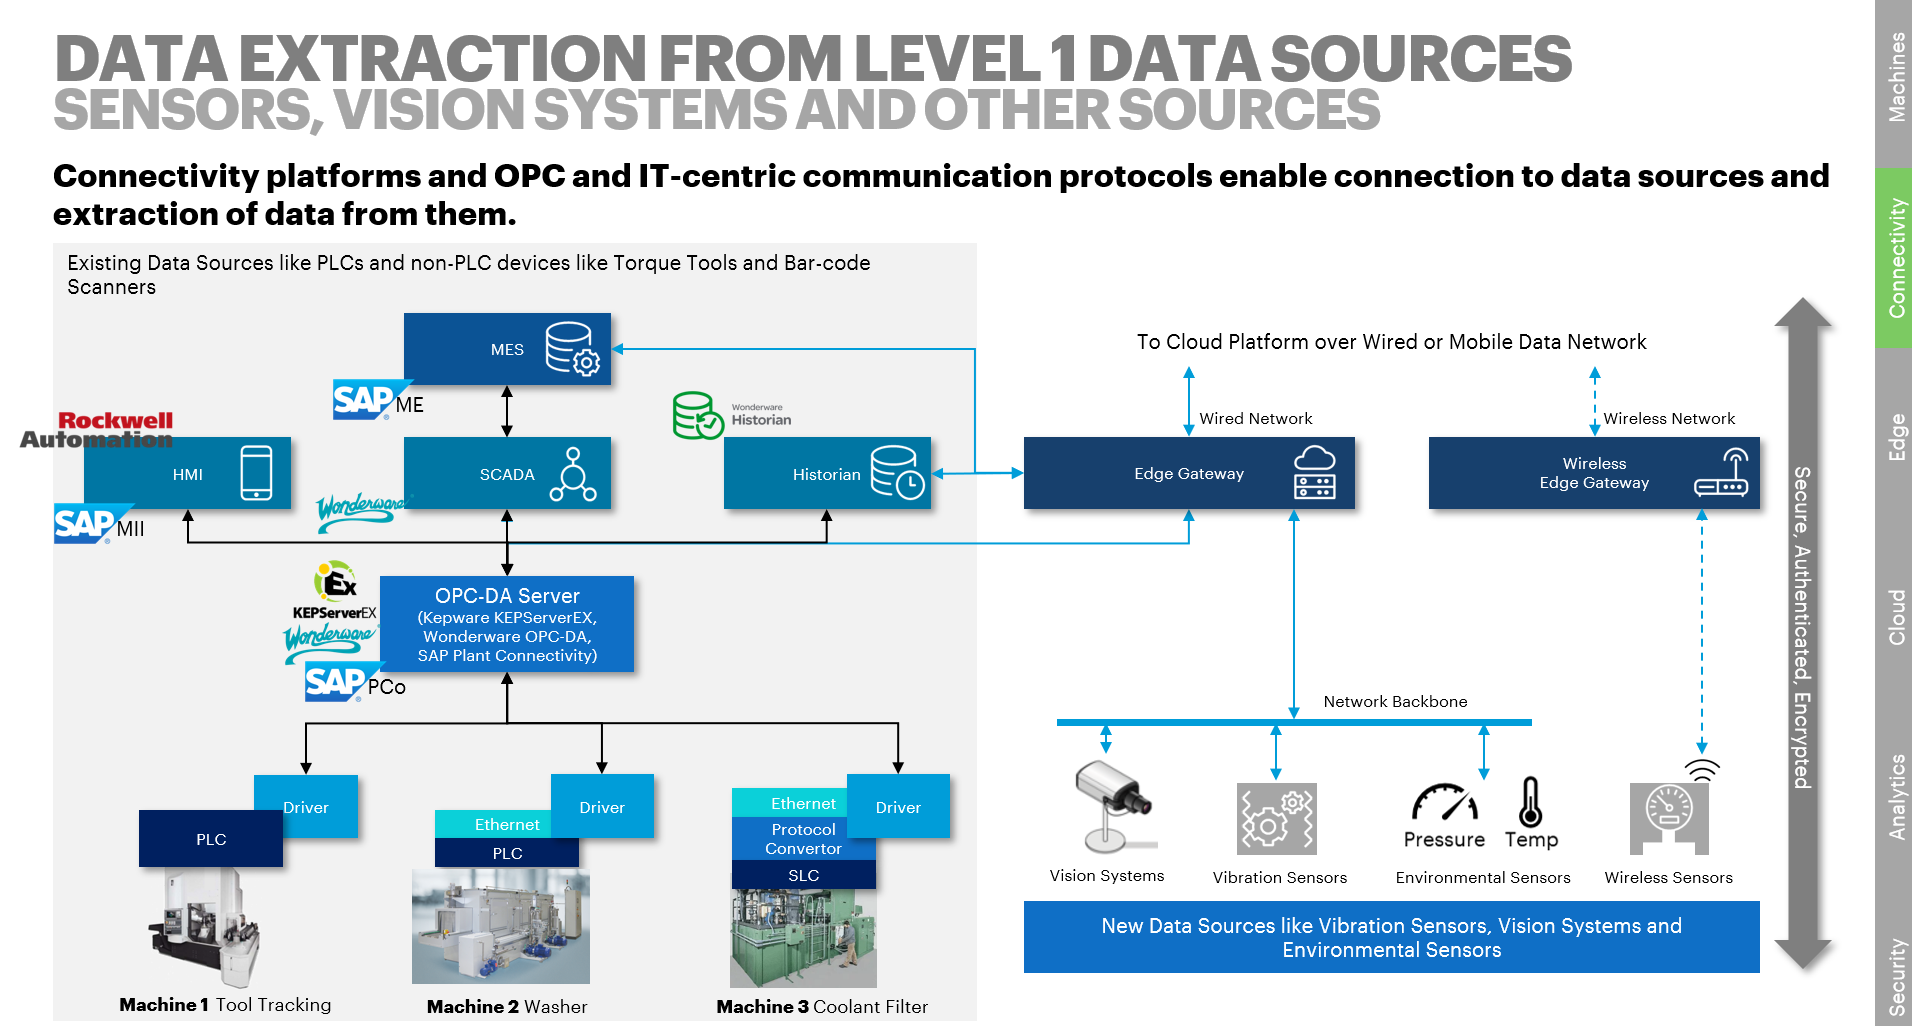 DATA EXTRACTION FROM LEVEL 1 DATA SOURCES
SENSORS, VISION SYSTEMS AND OTHER SOURCES
Connectivity platforms and OPC and IT-centric communication protocols enable connection to data sources and
extraction of data from them.
Existing Data Sources like PLCs and non-PLC devices like Torque Tools and Bar-code
Scanners
MES
SAP
ME
Rockwell
Automation
HMI
SAP
MII
SCADA
Wonderware
Wonderware
Historian
Historian
Ex
KEPServerEX
Wonderware
SAP
PCo
OPC-DA Server
(Kepware KEPServerEX,
Wonderware OPC-DA,
SAP Plant Connectivity)
Driver
PLC
Driver
Ethernet
PLC
Driver
Ethernet
Protocol
Convertor
SLC
Machine 1 Tool Tracking
Machine 2 Washer
Machine 3 Coolant Filter
To Cloud Platform over Wired or Mobile Data Network
Wired Network
Wireless Network
Edge Gateway
Wireless
Edge Gateway
Network Backbone
Pressure
Temp
Vision Systems
Vibration Sensors
Environmental Sensors
Wireless Sensors
New Data Sources like Vibration Sensors, Vision Systems and
Environmental Sensors
Secure, Authenticated, Encrypted
Machines
Connectivity
Edge
Cloud
Analytics
Security